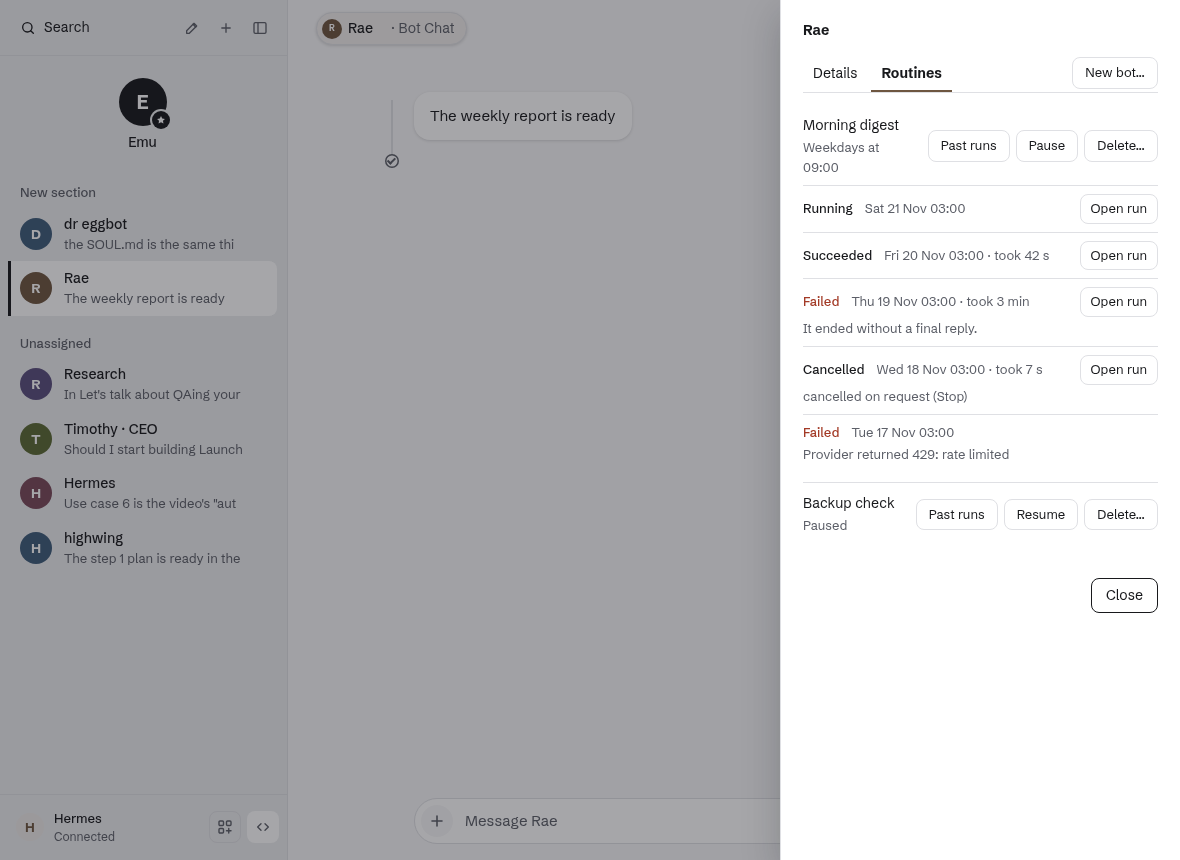 Search
E
Emu
New section
D
dr eggbot
the SOUL.md is the same thi
R
Rae
The weekly report is ready
Unassigned
R
Research
In Let's talk about QAing your
T
Timothy · CEO
Should I start building Launch
H
Hermes
Use case 6 is the video's "aut
H
highwing
The step 1 plan is ready in the
H
Hermes
Connected
R
Rae · Bot Chat
The weekly report is ready
Message Rae
Rae
Details
Routines
New bot…
Morning digest
Weekdays at
09:00
Past runs
Pause
Delete…
Running Sat 21 Nov 03:00
Open run
Succeeded Fri 20 Nov 03:00 · took 42 s
Open run
Failed Thu 19 Nov 03:00 · took 3 min
Open run
It ended without a final reply.
Cancelled Wed 18 Nov 03:00 · took 7 s
Open run
cancelled on request (Stop)
Failed Tue 17 Nov 03:00
Provider returned 429: rate limited
Backup check
Paused
Past runs
Resume
Delete…
Close